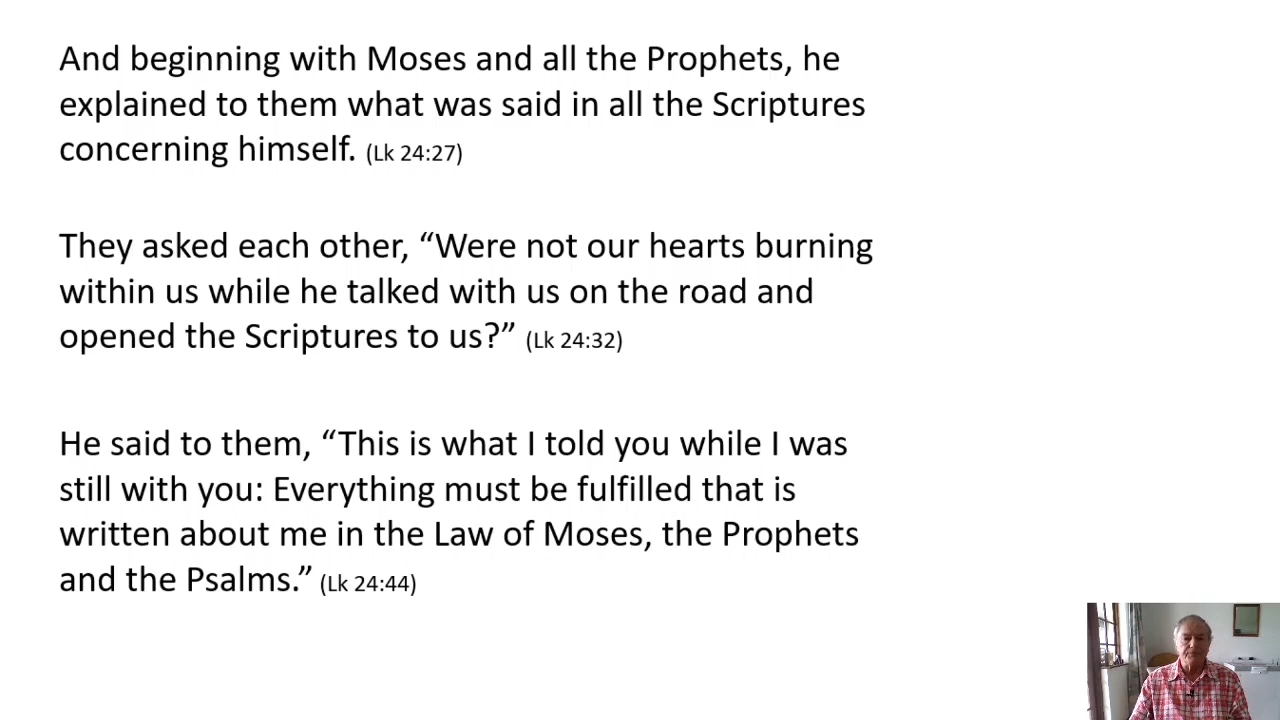 And beginning with Moses and all the Prophets, he
explained to them what was said in all the Scriptures
concerning himself. (Lk 24:27)
They asked each other, “Were not our hearts burning
within us while he talked with us on the road and
opened the Scriptures to us?” (Lk 24:32)
He said to them, “This is what I told you while I was
still with you: Everything must be fulfilled that is
written about me in the Law of Moses, the Prophets
and the Psalms.” (Lk 24:44)